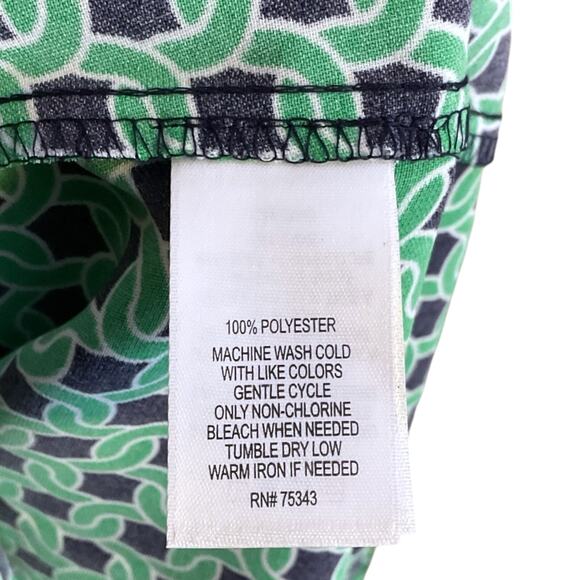 100% POLYESTER
MACHINE WASH COLD
WITH LIKE COLORS
GENTLE CYCLE
ONLY NON-CHLORINE
BLEACH WHEN NEEDED
TUMBLE DRY LOW
WARM IRON IF NEEDED
RN# 75343